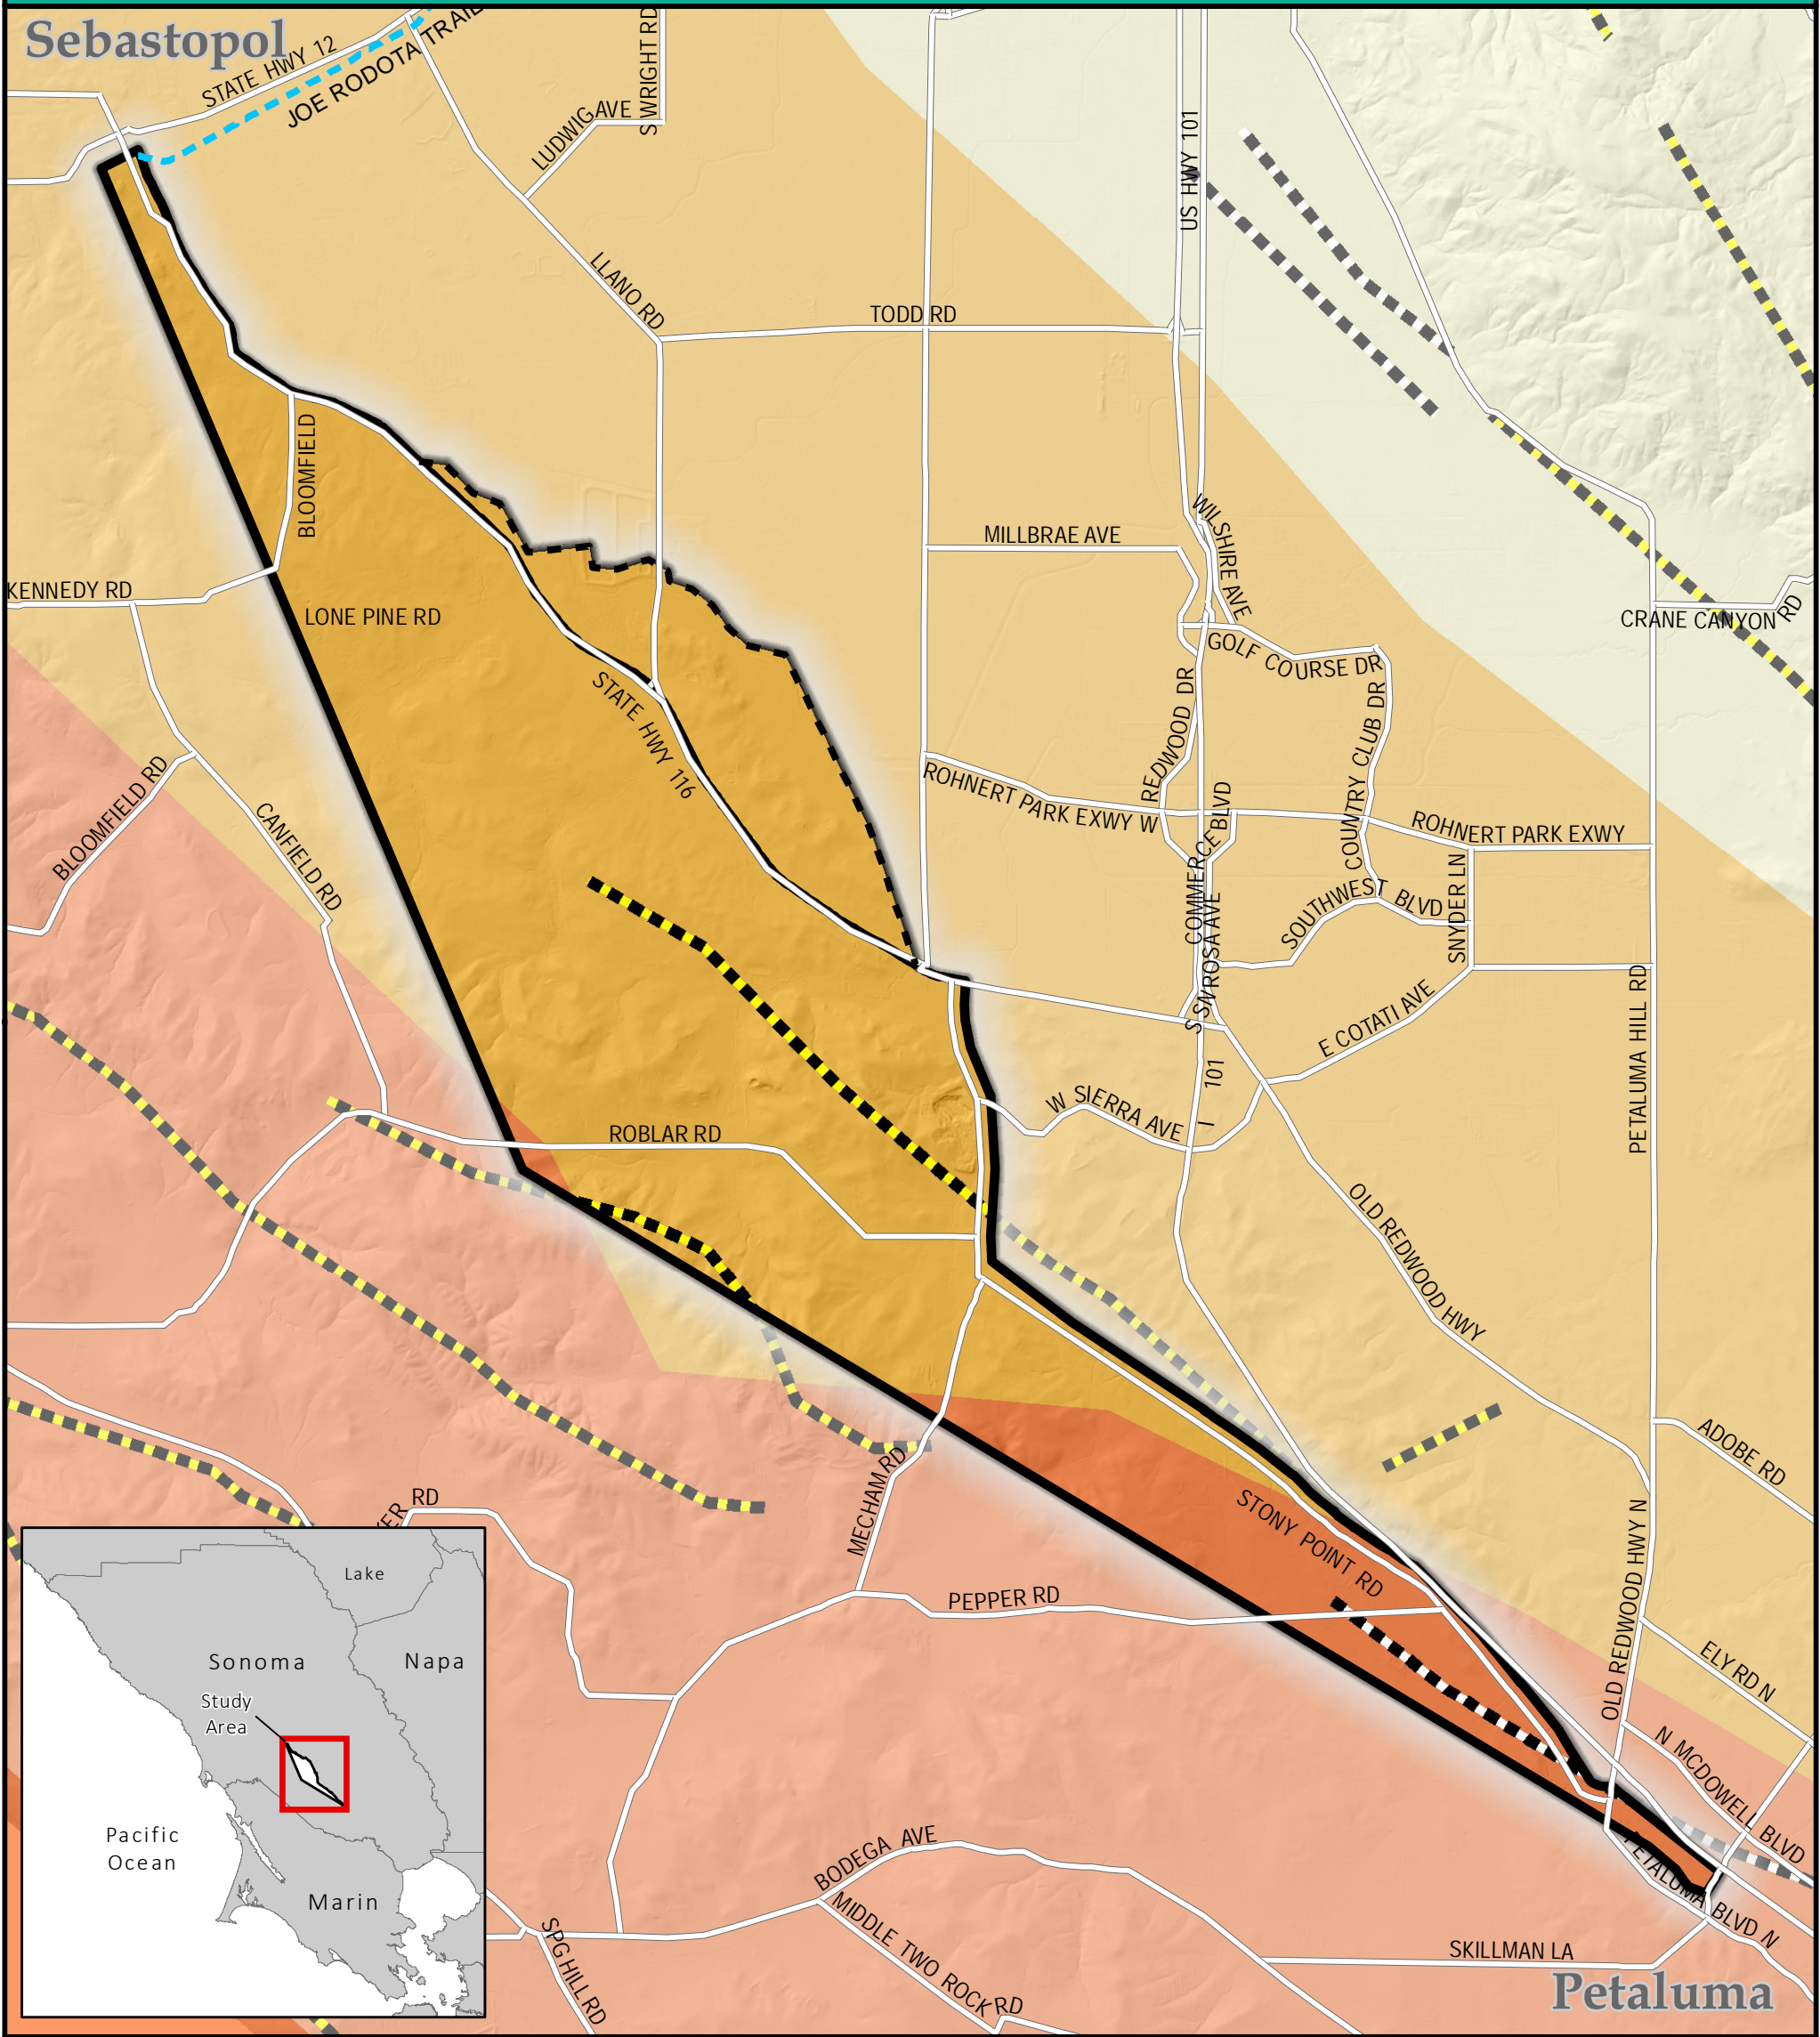 Sebastopol
STATE HWY 12
JOE RODOTA TRAIL
S WRIGHT RD
LUDWIG AVE
US HWY 101
LLANO RD
TODD RD
BLOOMFIELD
MILLBRAE AVE
WILSHIRE AVE
KENNEDY RD
LONE PINE RD
CRANE CANYON RD
GOLF COURSE DR
STATE HWY 116
REDWOOD DR
COUNTRY CLUB DR
BLOOMFIELD RD
CANFIELD RD
ROHNERT PARK EXWY W
COMMERCE BLVD
ROHNERT PARK EXWY
SNYDER LN
SOUTHWEST BLVD
ROSA AVE
E COTATI AVE
PETALUMA HILL RD
101
W SIERRA AVE
I
ROBLAR RD
OLD REDWOOD HWY
ADOBE RD
MECHAM RD
RD
STONY POINT RD
OLD REDWOOD HWY N
PEPPER RD
ELY RD N
N MCDOWELL BLVD
Lake
Sonoma
Napa
Study
Area
Pacific
Ocean
Marin
BODEGA AVE
PETALUMA BLVD N
MIDDLE TWO ROCK RD
SPG HILL RD
SKILLMAN LA
Petaluma